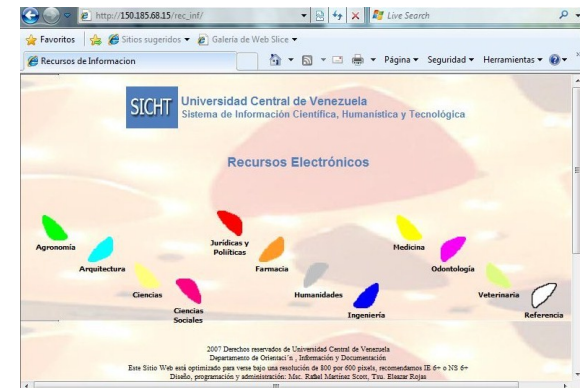 http://150.185.68.15/rec_inf/
Live Search
Favoritos
Sitios sugeridos
Galería de Web Slice
Recursos de Informacion
Página
Seguridad
Herramientas
SICHT
Universidad Central de Venezuela
Sistema de Información Científica, Humanística y Tecnológica
Recursos Electrónicos
Agronomia
Arquitectura
Ciencias
Ciencias
Sociales
Jurídicas y
Políticas
Farmacia
Humanidades
Ingeniería
Medicina
Odontología
Veterinaria
Referencia
2007 Derechos reservados de Universidad Central de Venezuela
Departamento de Orientaci´n , Información y Documentación
Este Sitio Web está optimizado para verse bajo una resolución de 800 por 600 pixels, recomendamos IE 6+ o NS 6+
Diseño, programación y administración: Msc. Rafael Martínez Scott, Tsu. Eleazar Rojas